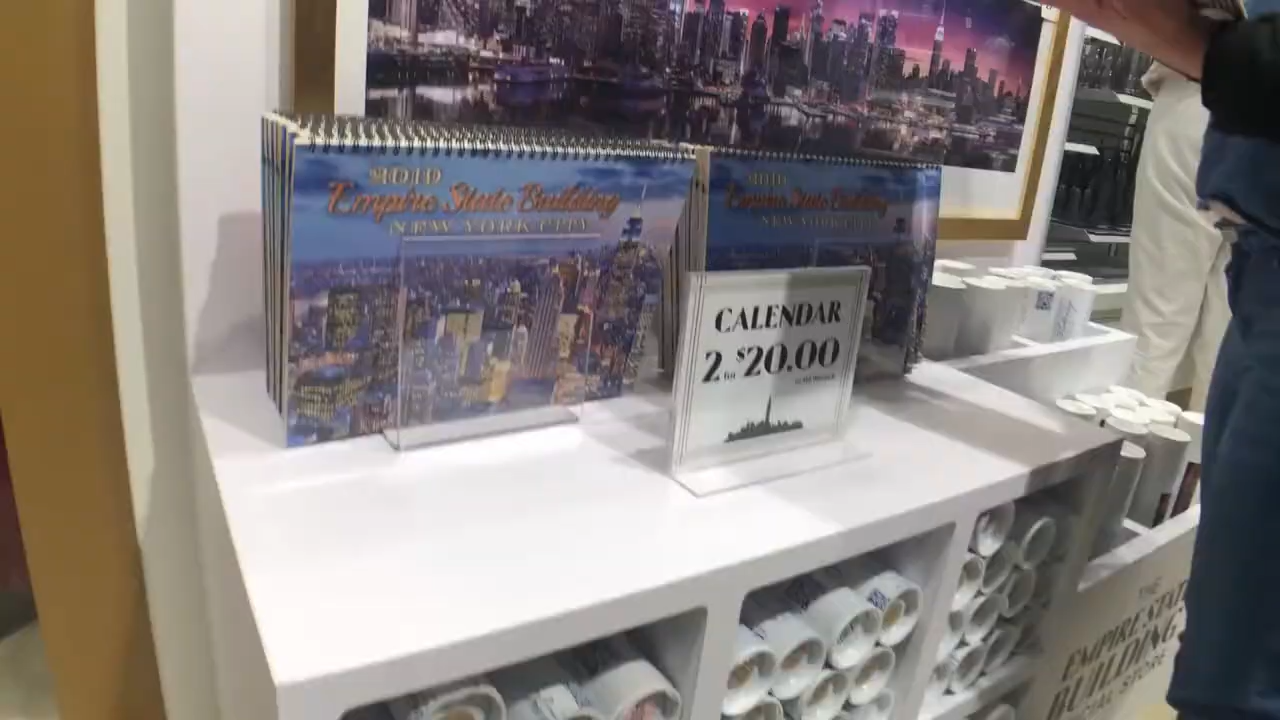 2019
Empire State Building
NEW YORK CITY
2019
Empire State Building
NEW YORK CITY
CALENDAR
2 for $20.00
THE
EMPIRE STATE
BUILDING
STORE